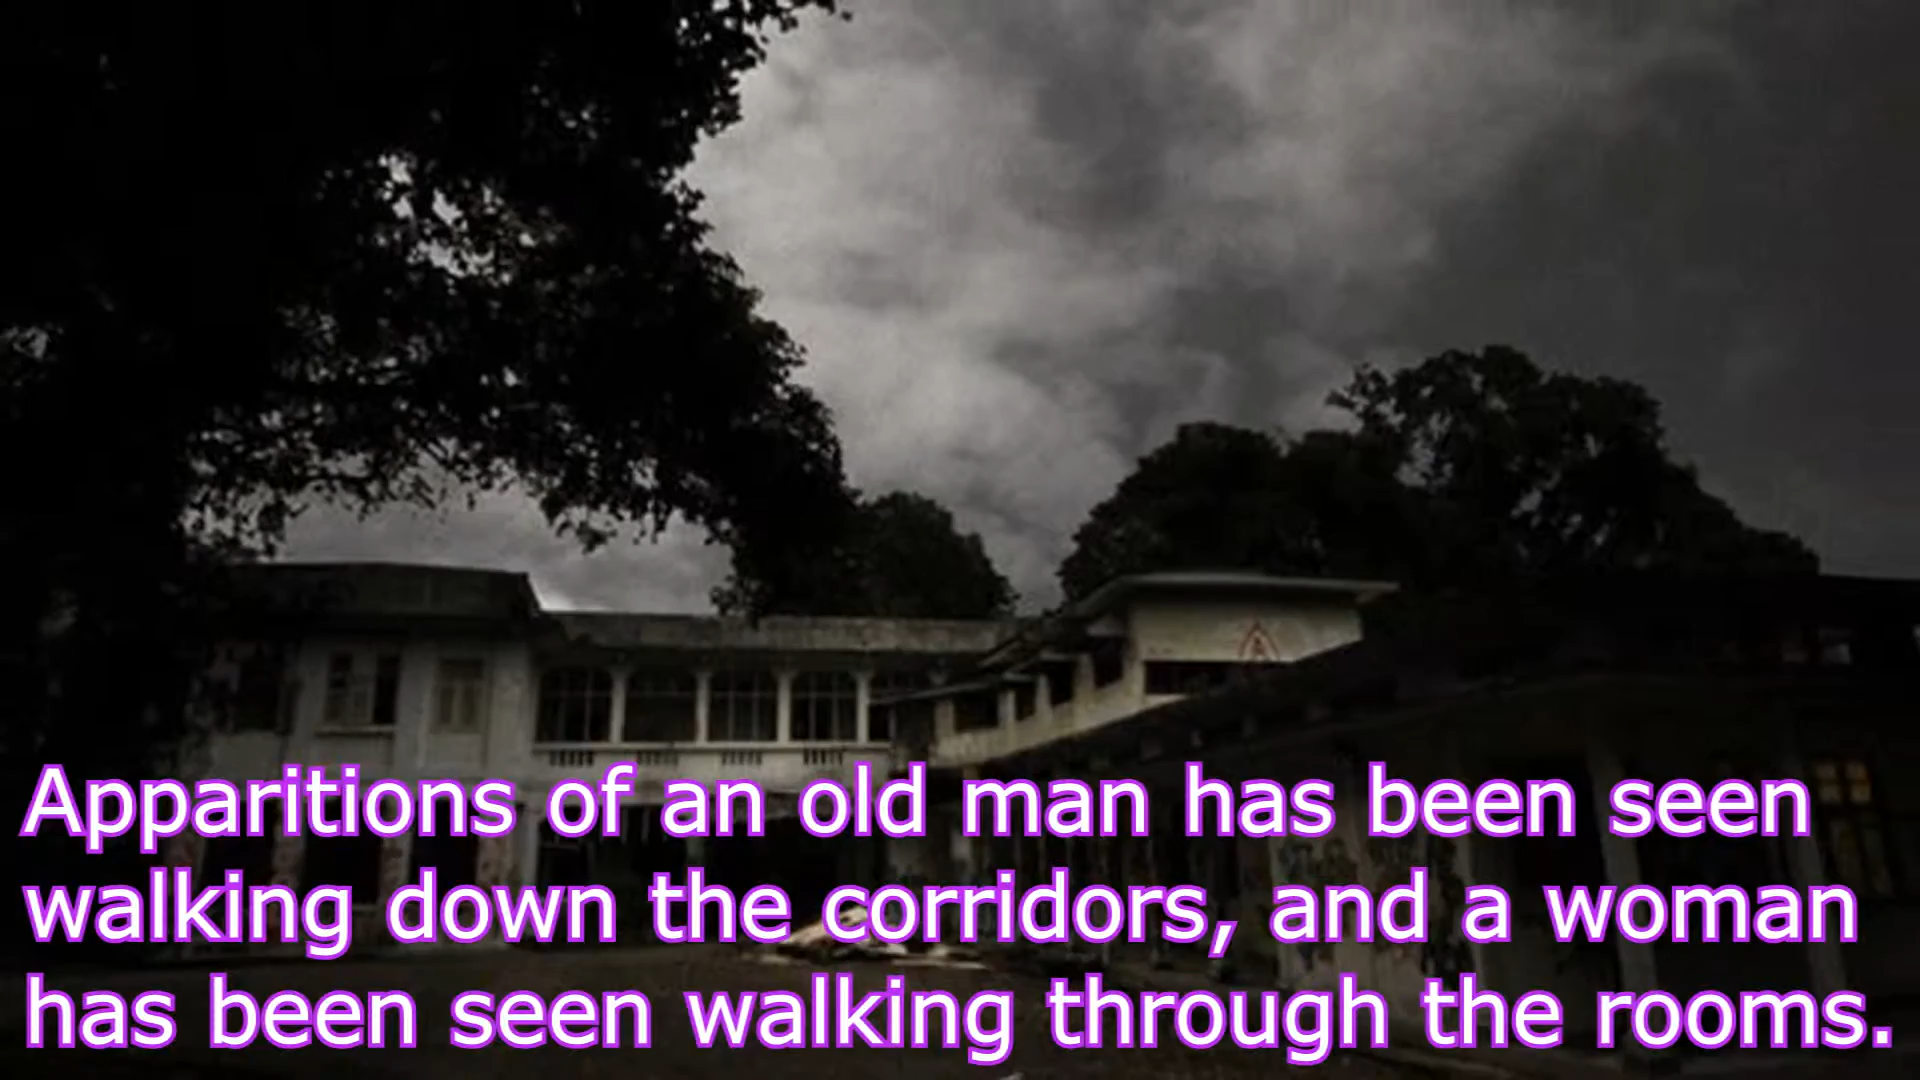 Apparitions of an old man has been seen
walking down the corridors, and a woman
has been seen walking through the rooms.